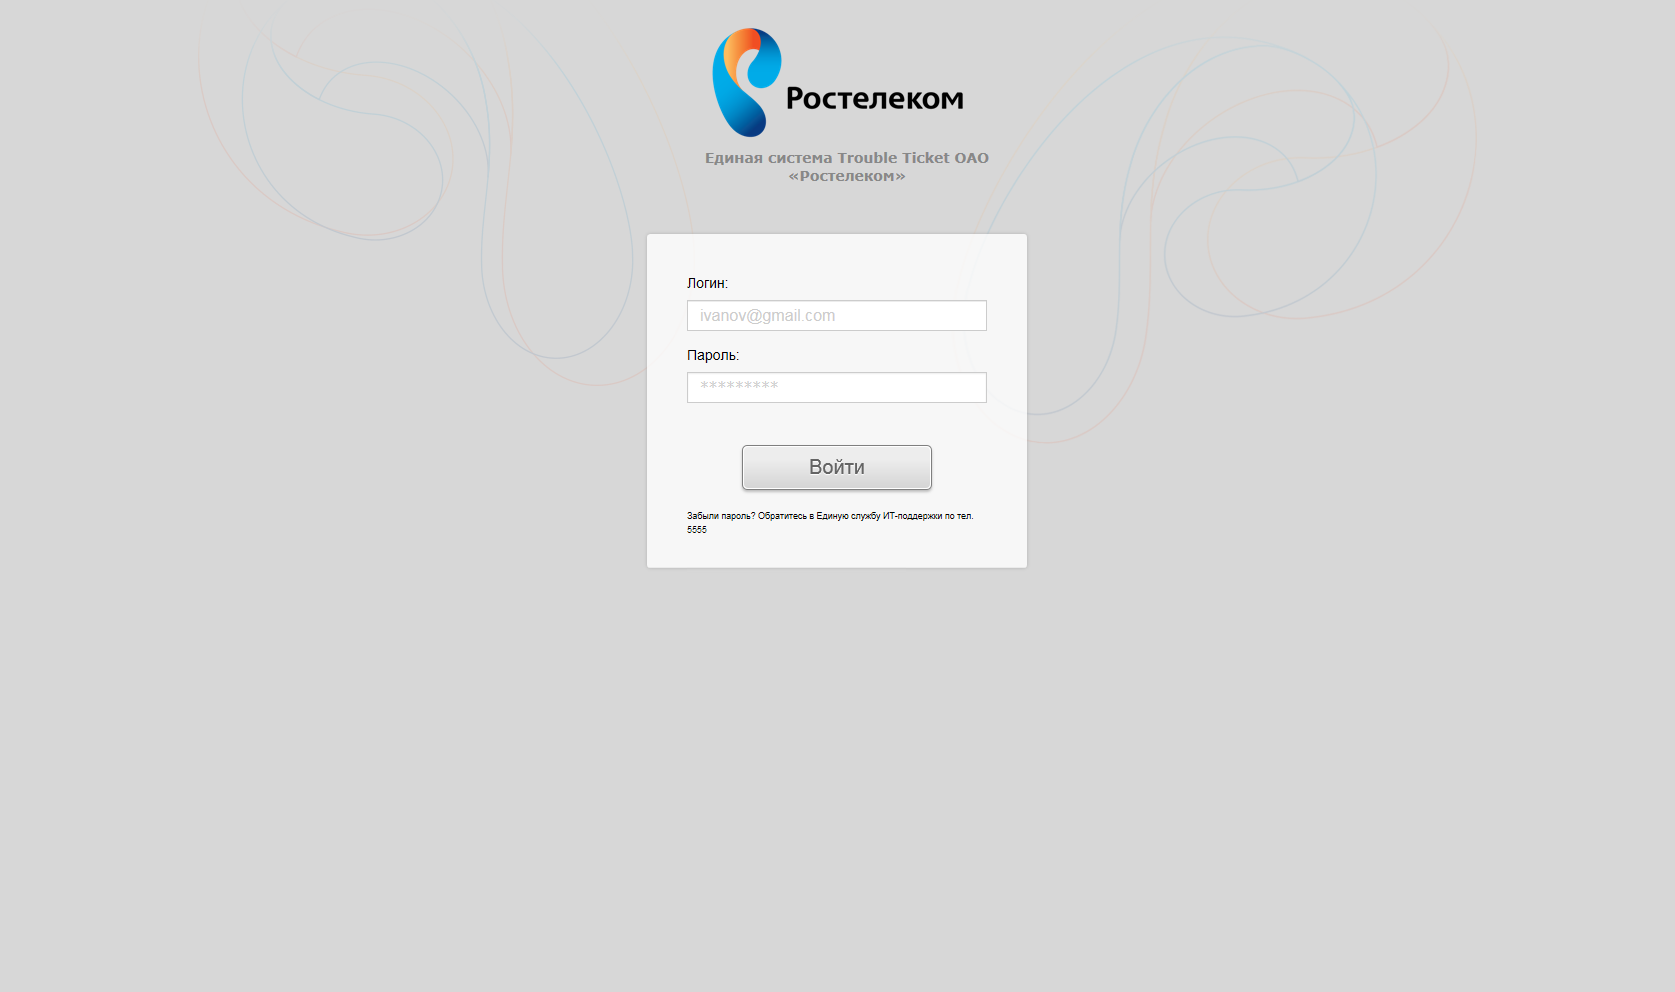 Ростелеком
Единая система Trouble Ticket ОАО
«Ростелеком»
Логин:
ivanov@gmail.com
Пароль:
*********
Войти
Забыли пароль? Обратитесь в Единую службу ИТ-поддержки по тел.
5555